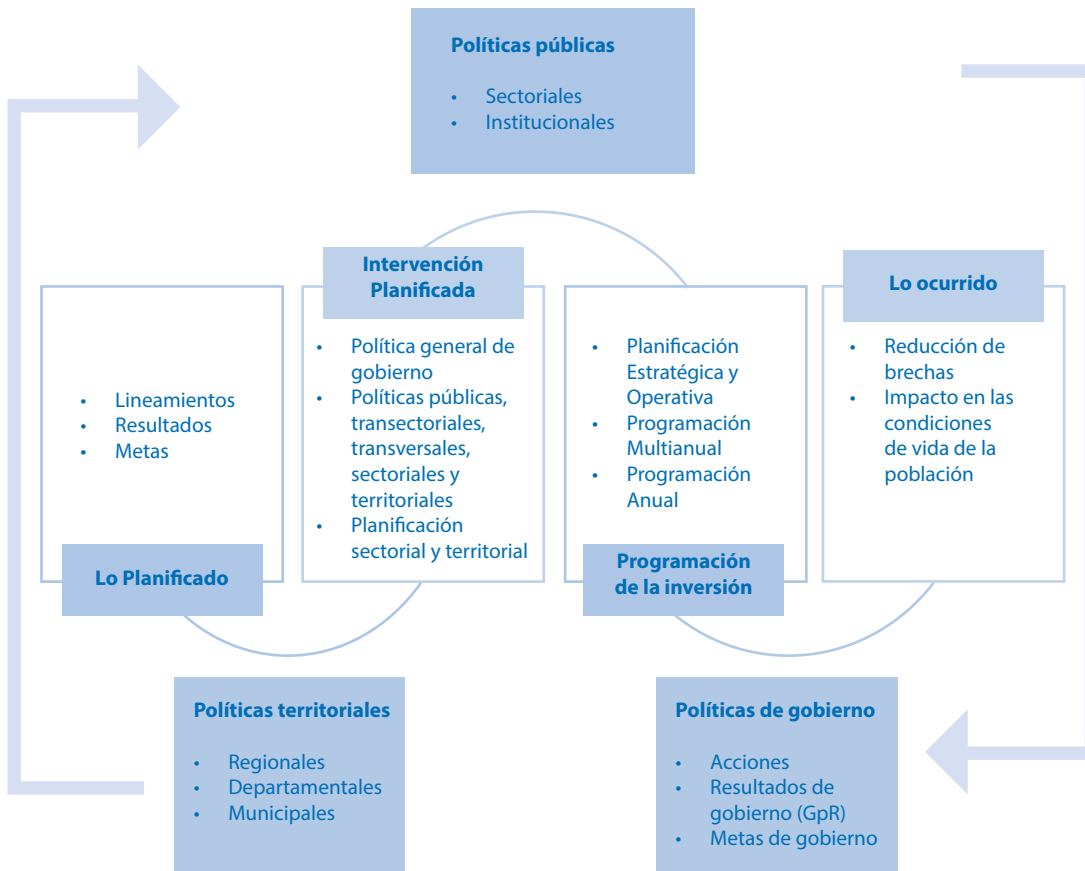 Políticas públicas
• Sectoriales
• Institucionales
• Lineamientos
• Resultados
• Metas
Lo Planificado
Intervención
Planificada
• Política general de
gobierno
• Políticas públicas,
transectoriales,
transversales,
sectoriales y
territoriales
• Planificación
sectorial y territorial
• Planificación
Estratégica y
Operativa
• Programación
Multianual
• Programación
Anual
Programación
de la inversión
Lo ocurrido
• Reducción de
brechas
• Impacto en las
condiciones
de vida de la
población
Políticas territoriales
• Regionales
• Departamentales
• Municipales
Políticas de gobierno
• Acciones
• Resultados de
gobierno (GpR)
• Metas de gobierno